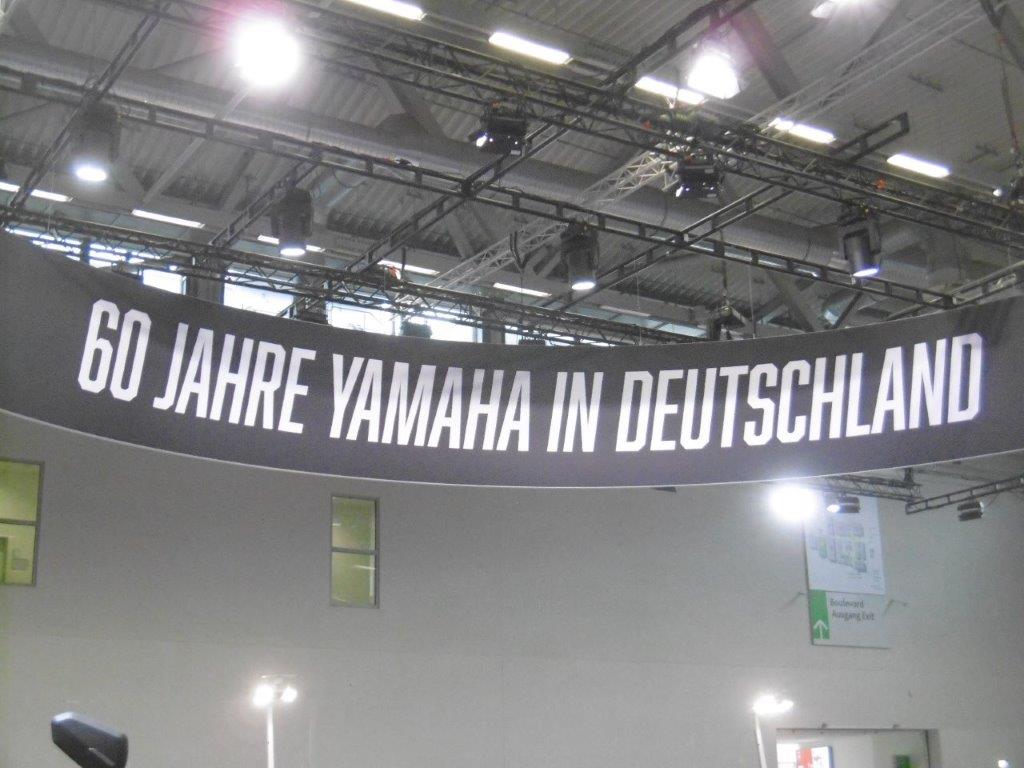 60 JAHRE YAMAHA IN DEUTSCHLAND
Boulevard
Ausgang Exit